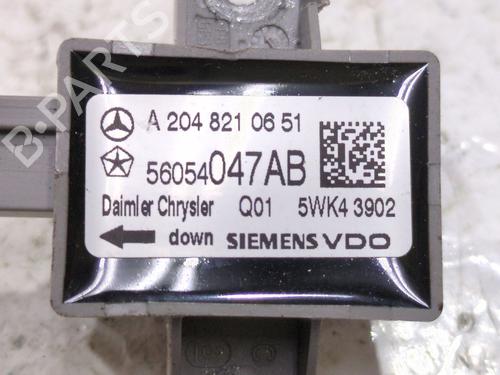 A 204 821 06 51
56054047AB
Daimler Chrysler Q01 5WK4 3902
down SIEMENS VDO
B-PARTS